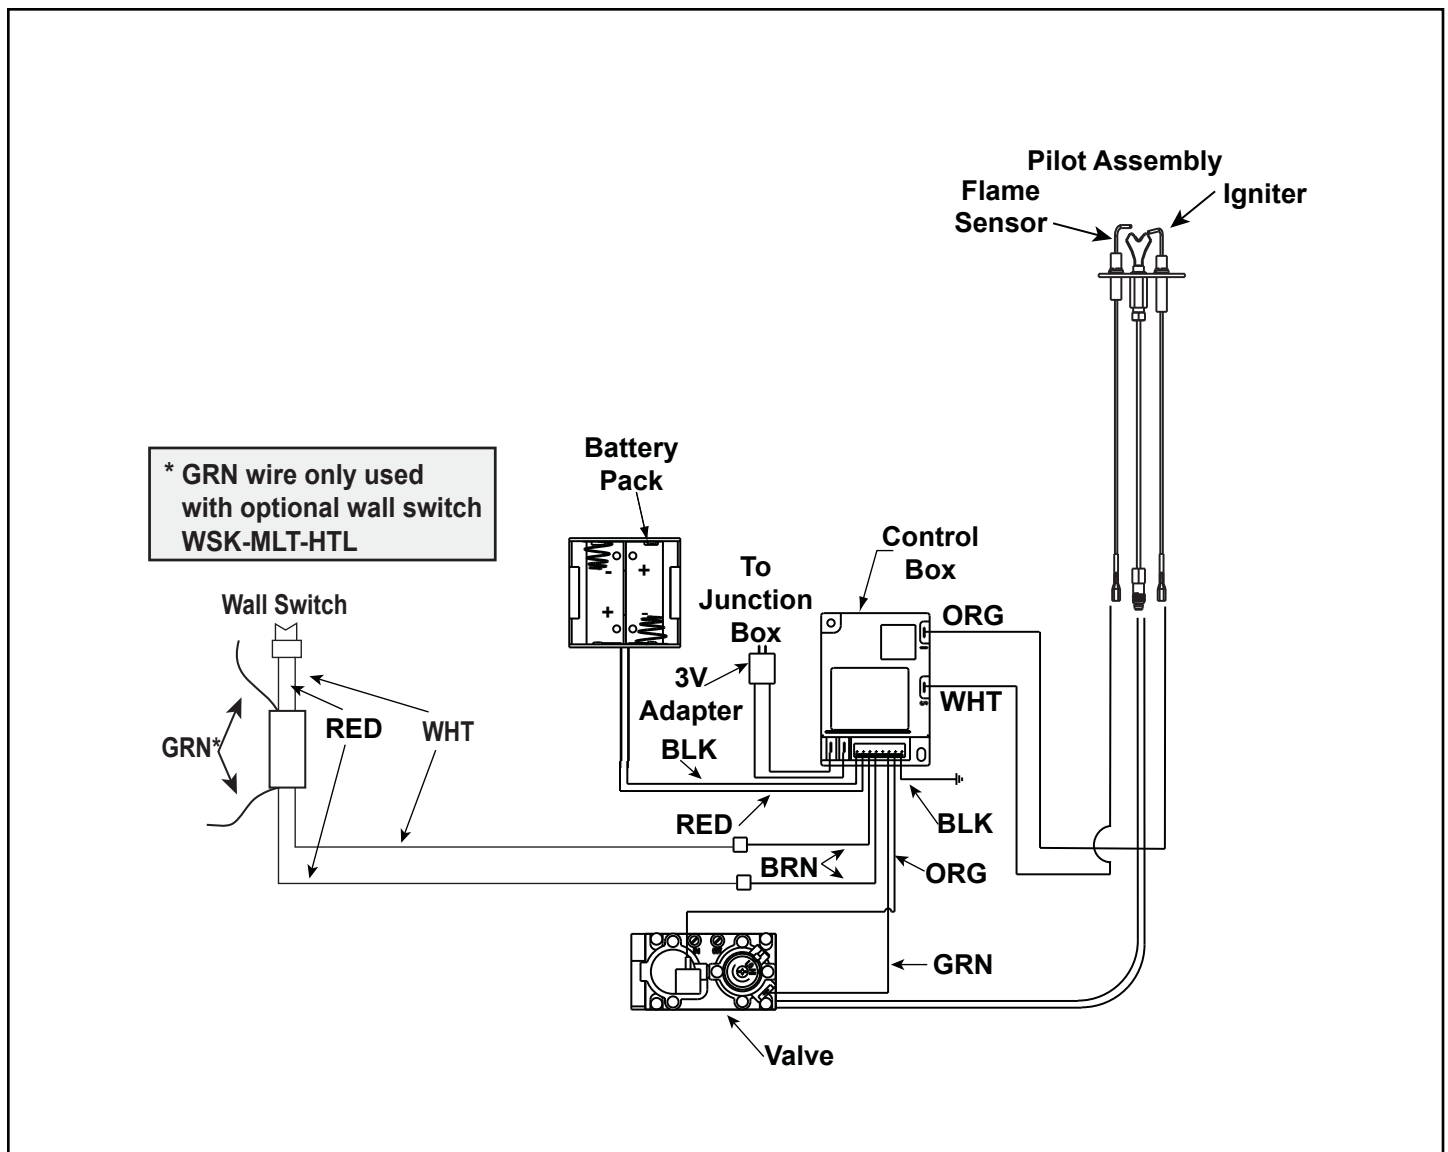 Pilot Assembly
Flame
Sensor
Igniter
Battery
Pack
* GRN wire only used
with optional wall switch
WSK-MLT-HTL
Control
Box
To
Junction
Box
Wall Switch
ORG
3V
Adapter
WHT
RED
WHT
GRN*
BLK
RED
BLK
BRN
ORG
GRN
Valve
- +
+ -
I
S